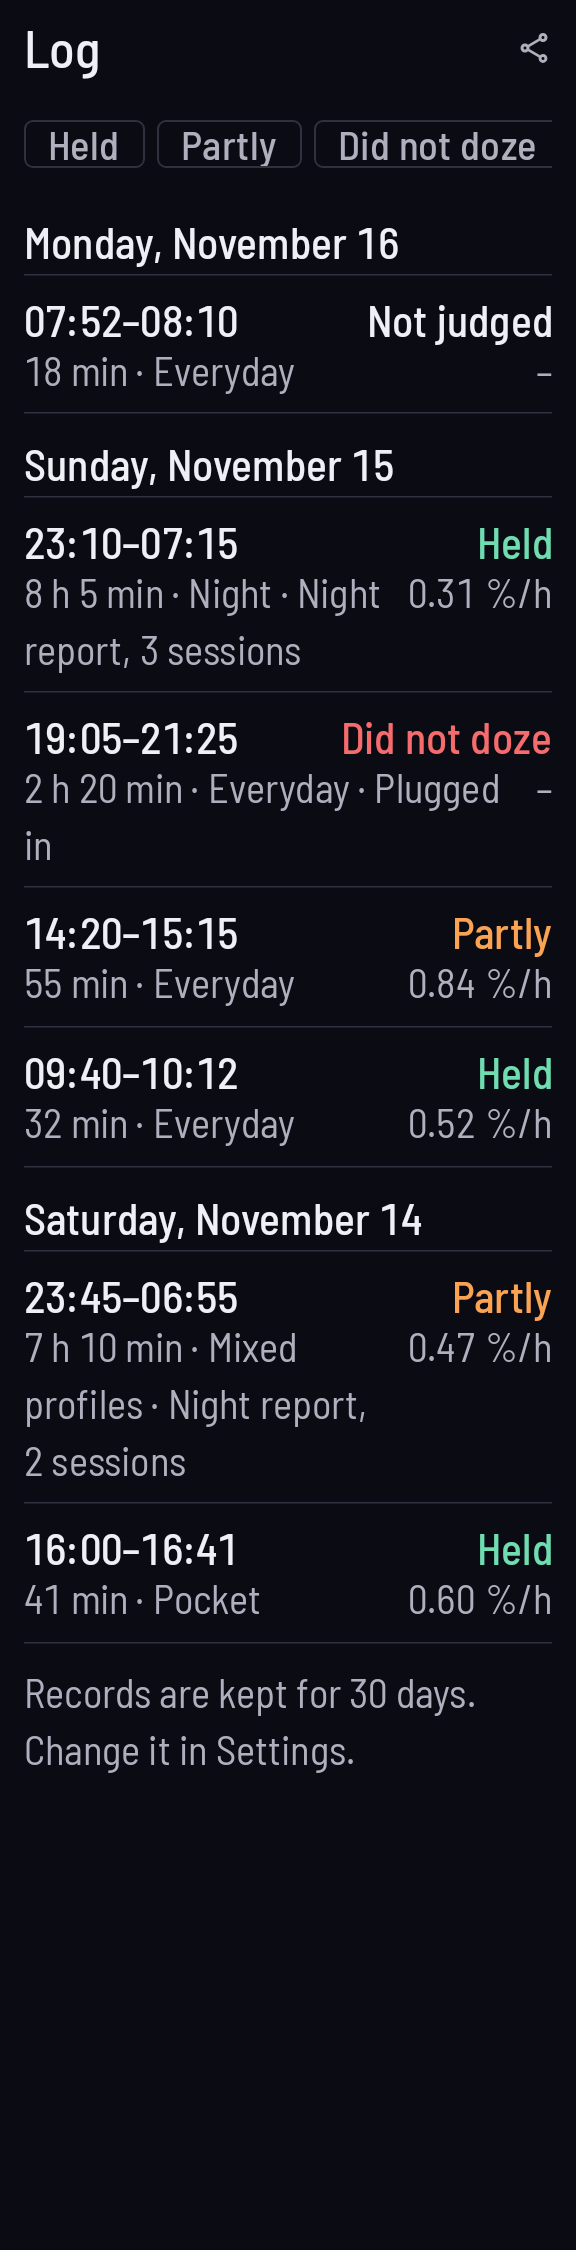 Log
Held
Partly
Did not doze
Monday, November 16
07:52–08:10
Not judged
18 min · Everyday
–
Sunday, November 15
23:10–07:15
Held
8 h 5 min · Night · Night
0.31 %/h
report, 3 sessions
19:05–21:25
Did not doze
2 h 20 min · Everyday · Plugged
–
in
14:20–15:15
Partly
55 min · Everyday
0.84 %/h
09:40–10:12
Held
32 min · Everyday
0.52 %/h
Saturday, November 14
23:45–06:55
Partly
7 h 10 min · Mixed
0.47 %/h
profiles · Night report,
2 sessions
16:00–16:41
Held
41 min · Pocket
0.60 %/h
Records are kept for 30 days.
Change it in Settings.